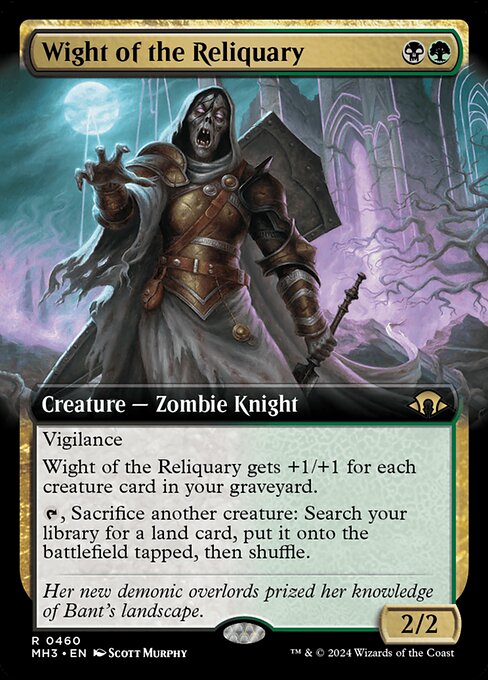 Wight of the Reliquary
Creature — Zombie Knight
Vigilance
Wight of the Reliquary gets +1/+1 for each
creature card in your graveyard.
, Sacrifice another creature: Search your
library for a land card, put it onto the
battlefield tapped, then shuffle.
Her new demonic overlords prized her knowledge
of Bant's landscape.
2/2
R 0460
MH3 • EN Scott Murphy
™ & © 2024 Wizards of the Coast